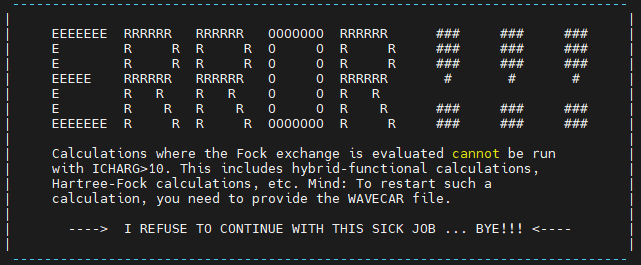 -----------------------------------------------------------------------------
|                                                                             |
|     EEEEEEE  RRRRRR   RRRRRR   OOOOOOO  RRRRRR      ###     ###     ###     |
|     E        R     R  R     R  O     O  R     R     ###     ###     ###     |
|     E        R     R  R     R  O     O  R     R     ###     ###     ###     |
|     EEEEE    RRRRRR   RRRRRR   O     O  RRRRRR       #       #       #      |
|     E        R   R    R   R    O     O  R   R                               |
|     E        R    R   R    R   O     O  R    R      ###     ###     ###     |
|     EEEEEEE  R     R  R     R  OOOOOOO  R     R     ###     ###     ###     |
|                                                                             |
|     Calculations where the Fock exchange is evaluated cannot be run         |
|     with ICHARG>10. This includes hybrid-functional calculations,           |
|     Hartree-Fock calculations, etc. Mind: To restart such a                 |
|     calculation, you need to provide the WAVECAR file.                      |
|                                                                             |
|       ---->  I REFUSE TO CONTINUE WITH THIS SICK JOB ... BYE!!! <----       |
|                                                                             |
-----------------------------------------------------------------------------